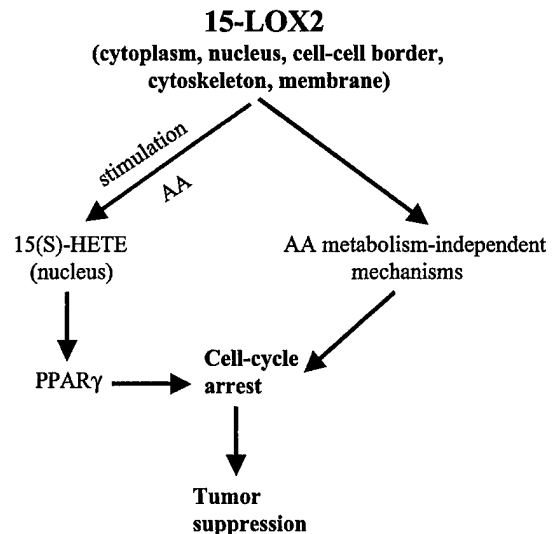 15-LOX2
(cytoplasm, nucleus, cell-cell border,
cytoskeleton, membrane)
stimulation
AA
15(S)-HETE
(nucleus)
AA metabolism-independent
mechanisms
PPARγ
Cell-cycle
arrest
Tumor
suppression